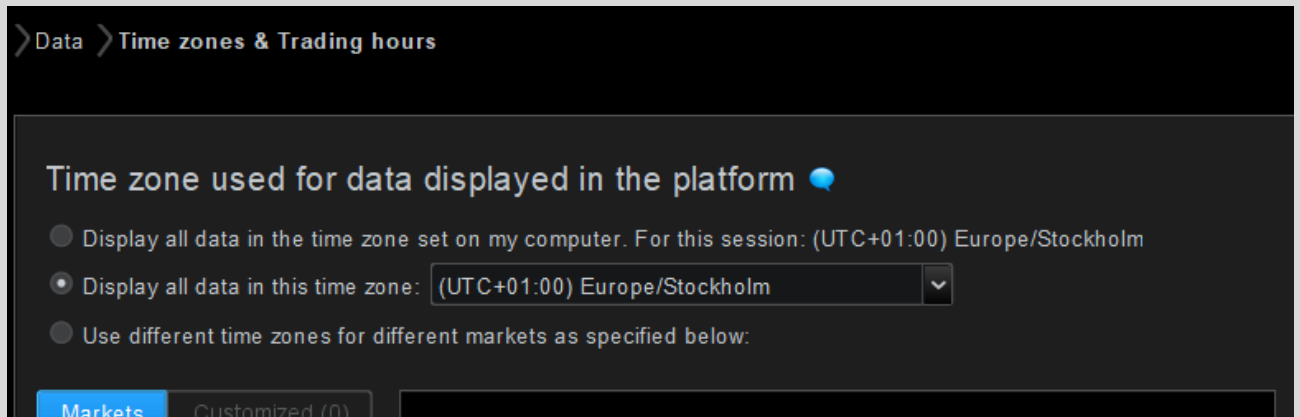 Data Time zones & Trading hours
Time zone used for data displayed in the platform
Display all data in the time zone set on my computer. For this session: (UTC+01:00) Europe/Stockholm
Display all data in this time zone: (UTC+01:00) Europe/Stockholm
Use different time zones for different markets as specified below:
Markets Customized (0)